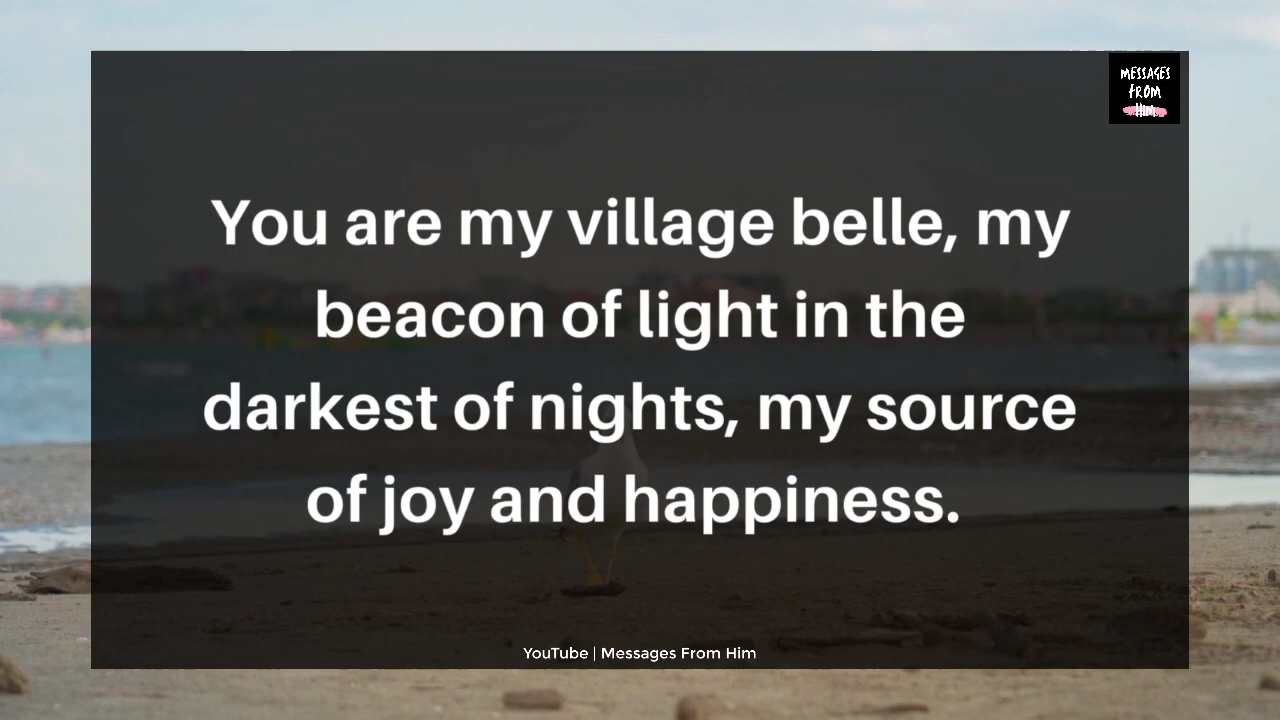 MESSAGES
FROM
HIM
You are my village belle, my
beacon of light in the
darkest of nights, my source
of joy and happiness.
YouTube | Messages From Him